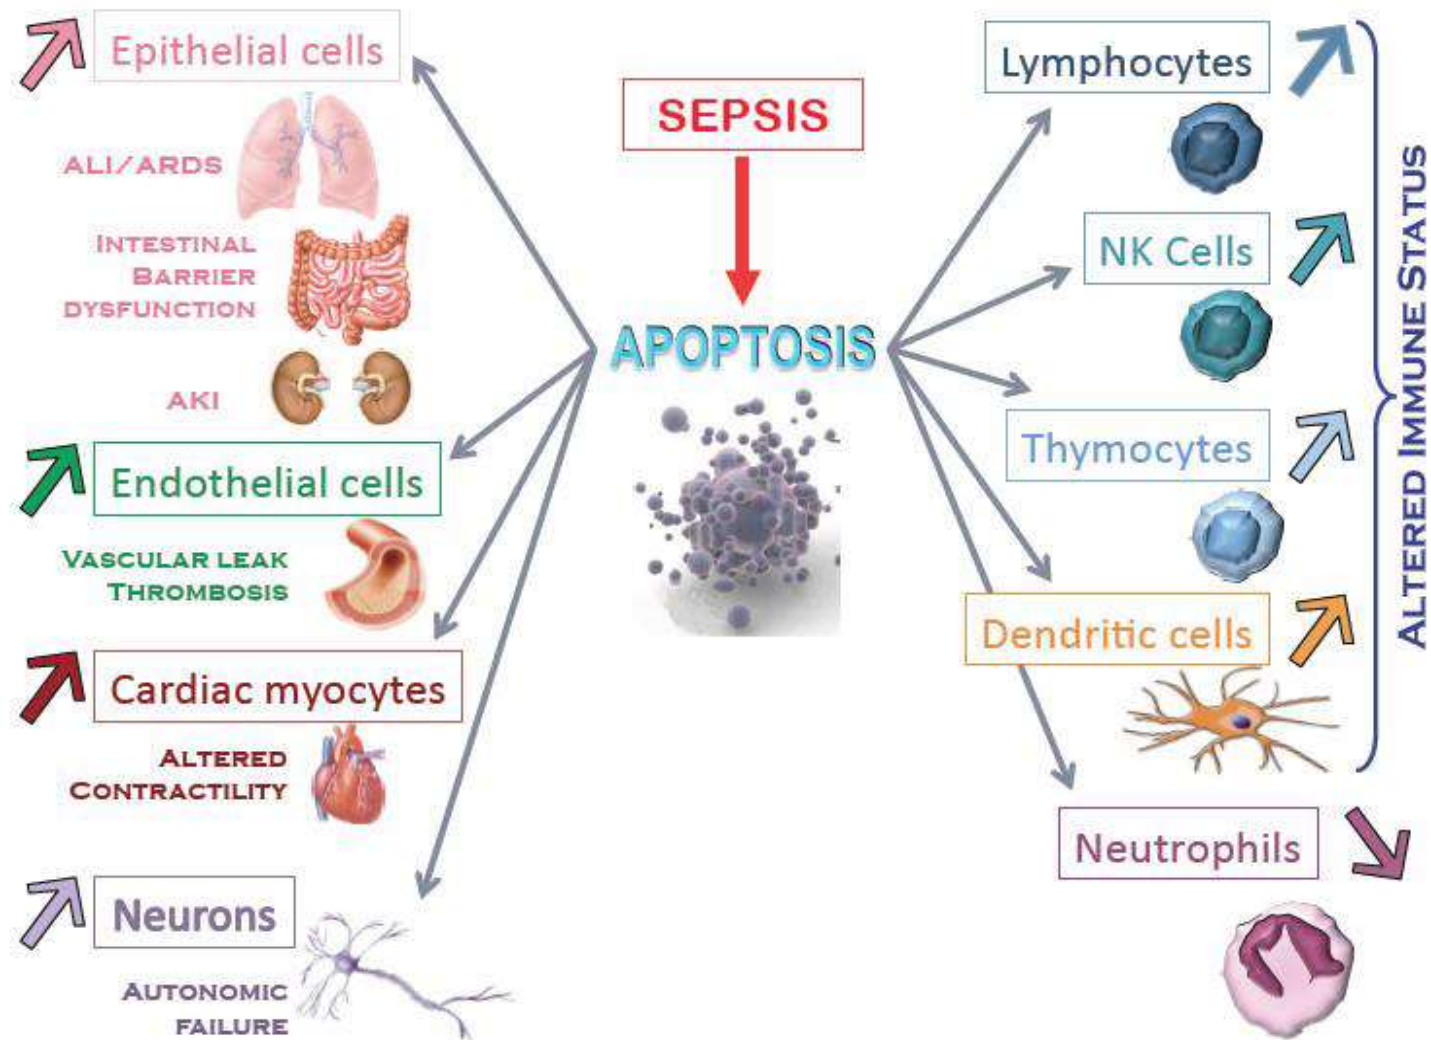 Epithelial cells
ALI/ARDS
INTESTINAL
BARRIER
DYSFUNCTION
AKI
Endothelial cells
VASCULAR LEAK
THROMBOSIS
Cardiac myocytes
ALTERED
CONTRACTILITY
Neurons
AUTONOMIC
FAILURE
SEPSIS
APOPTOSIS
Lymphocytes
NK Cells
Thymocytes
Dendritic cells
Neutrophils
ALTERED IMMUNE STATUS